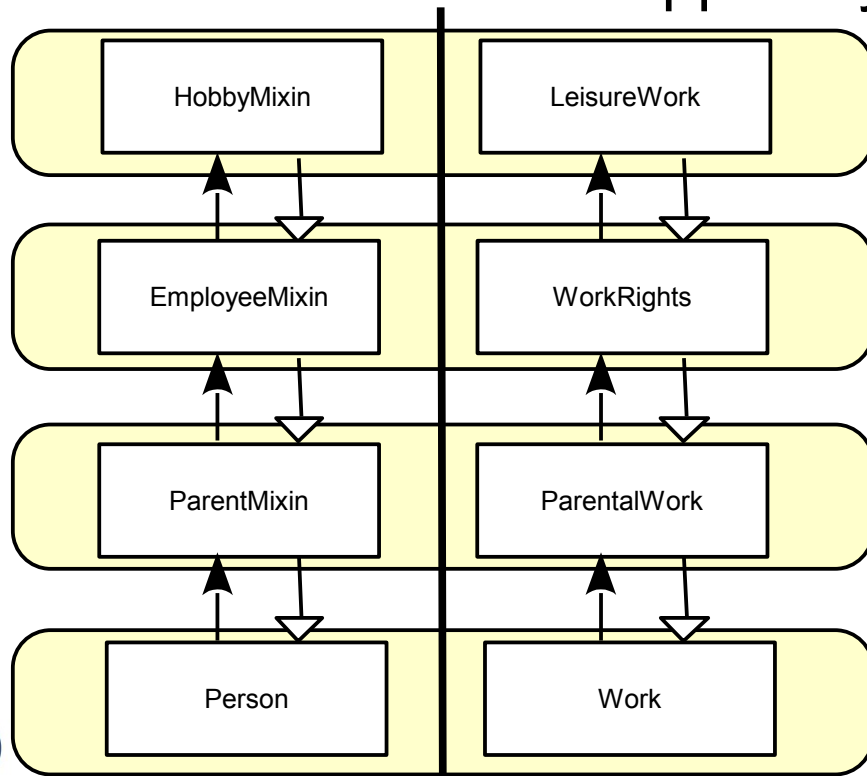 HobbyMixin LeisureWork
EmployeeMixin WorkRights
ParentMixin ParentalWork
Person Work